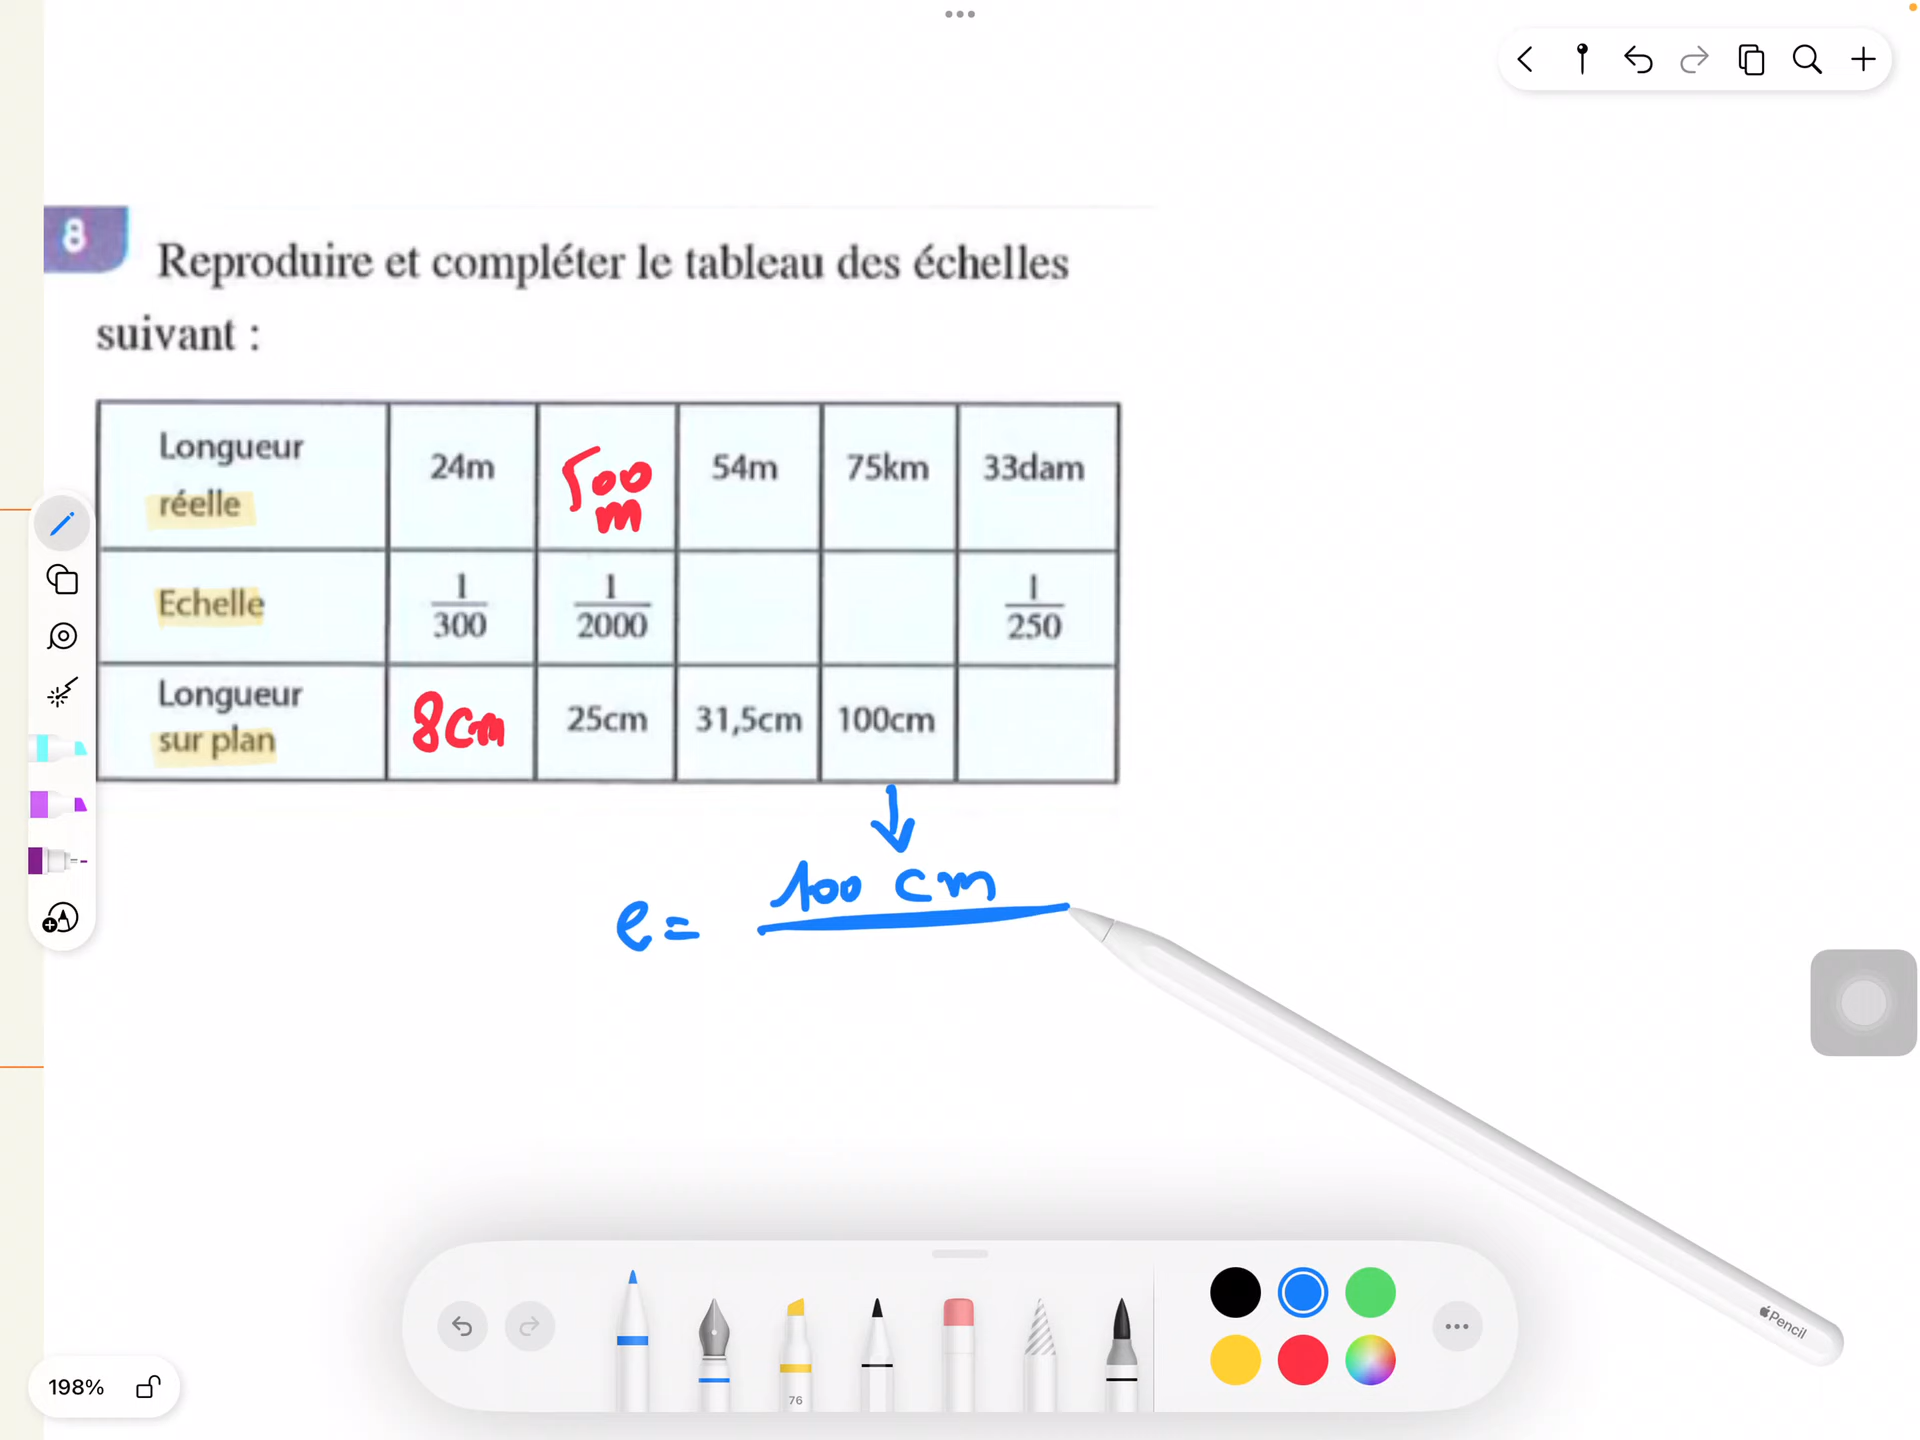 8
Reproduire et compléter le tableau des échelles
suivant :
Longueur réelle 24m 500 m 54m 75km 33dam
Echelle 1/300 1/2000 1/250
Longueur sur plan 8cm 25cm 31,5cm 100cm
e = 100 cm
Pencil
76
198%